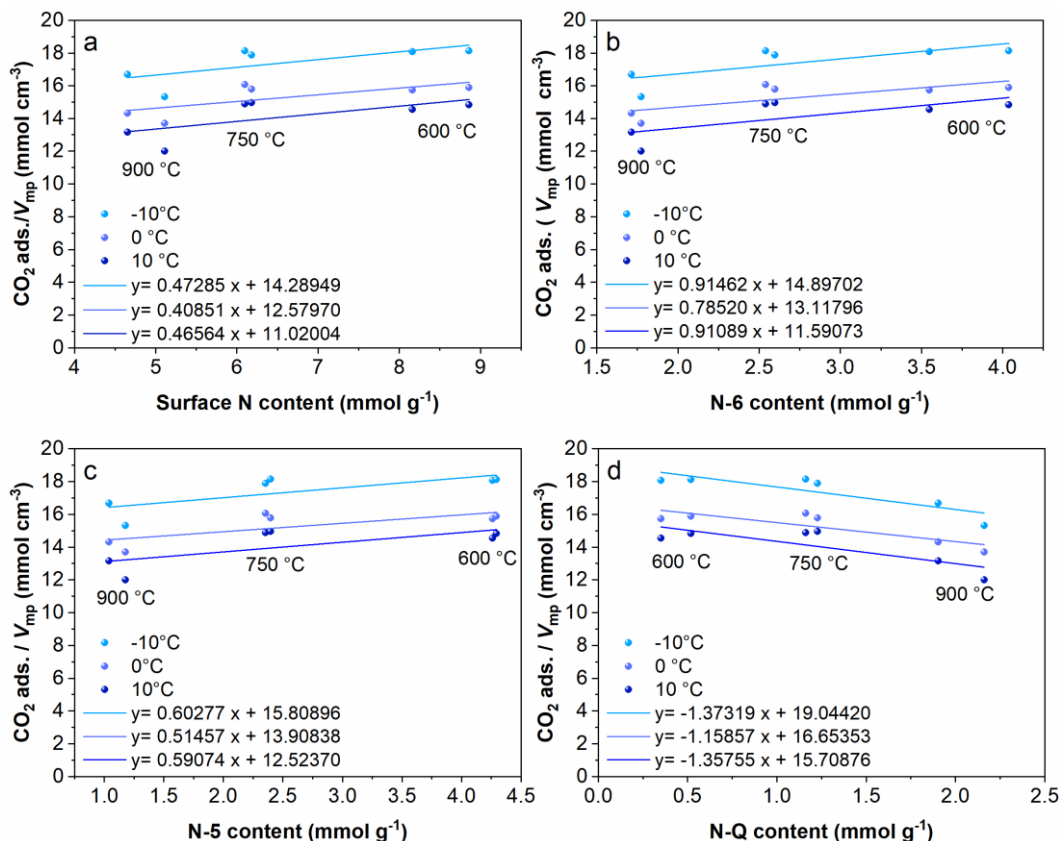 a
CO₂ ads./Vmp (mmol cm⁻³)
20
18
16
14
12
10
8
6
4
2
0
900 °C
750 °C
600 °C
-10°C
0 °C
10 °C
y= 0.47285 x + 14.28949
y= 0.40851 x + 12.57970
y= 0.46564 x + 11.02004
4 5 6 7 8 9
Surface N content (mmol g⁻¹)
b
CO₂ ads. ( Vmp (mmol cm⁻³)
20
18
16
14
12
10
8
6
4
2
0
900 °C
750 °C
600 °C
-10°C
0 °C
10 °C
y= 0.91462 x + 14.89702
y= 0.78520 x + 13.11796
y= 0.91089 x + 11.59073
1.5 2.0 2.5 3.0 3.5 4.0
N-6 content (mmol g⁻¹)
c
CO₂ ads. / Vmp (mmol cm⁻³)
20
18
16
14
12
10
8
6
4
2
0
900 °C
750 °C
600 °C
-10°C
0°C
10°C
y= 0.60277 x + 15.80896
y= 0.51457 x + 13.90838
y= 0.59074 x + 12.52370
1.0 1.5 2.0 2.5 3.0 3.5 4.0 4.5
N-5 content (mmol g⁻¹)
d
CO₂ ads. / Vmp (mmol cm⁻³)
20
18
16
14
12
10
8
6
4
2
0
600 °C
750 °C
900 °C
-10°C
0 °C
10 °C
y= -1.37319 x + 19.04420
y= -1.15857 x + 16.65353
y= -1.35755 x + 15.70876
0.0 0.5 1.0 1.5 2.0 2.5
N-Q content (mmol g⁻¹)